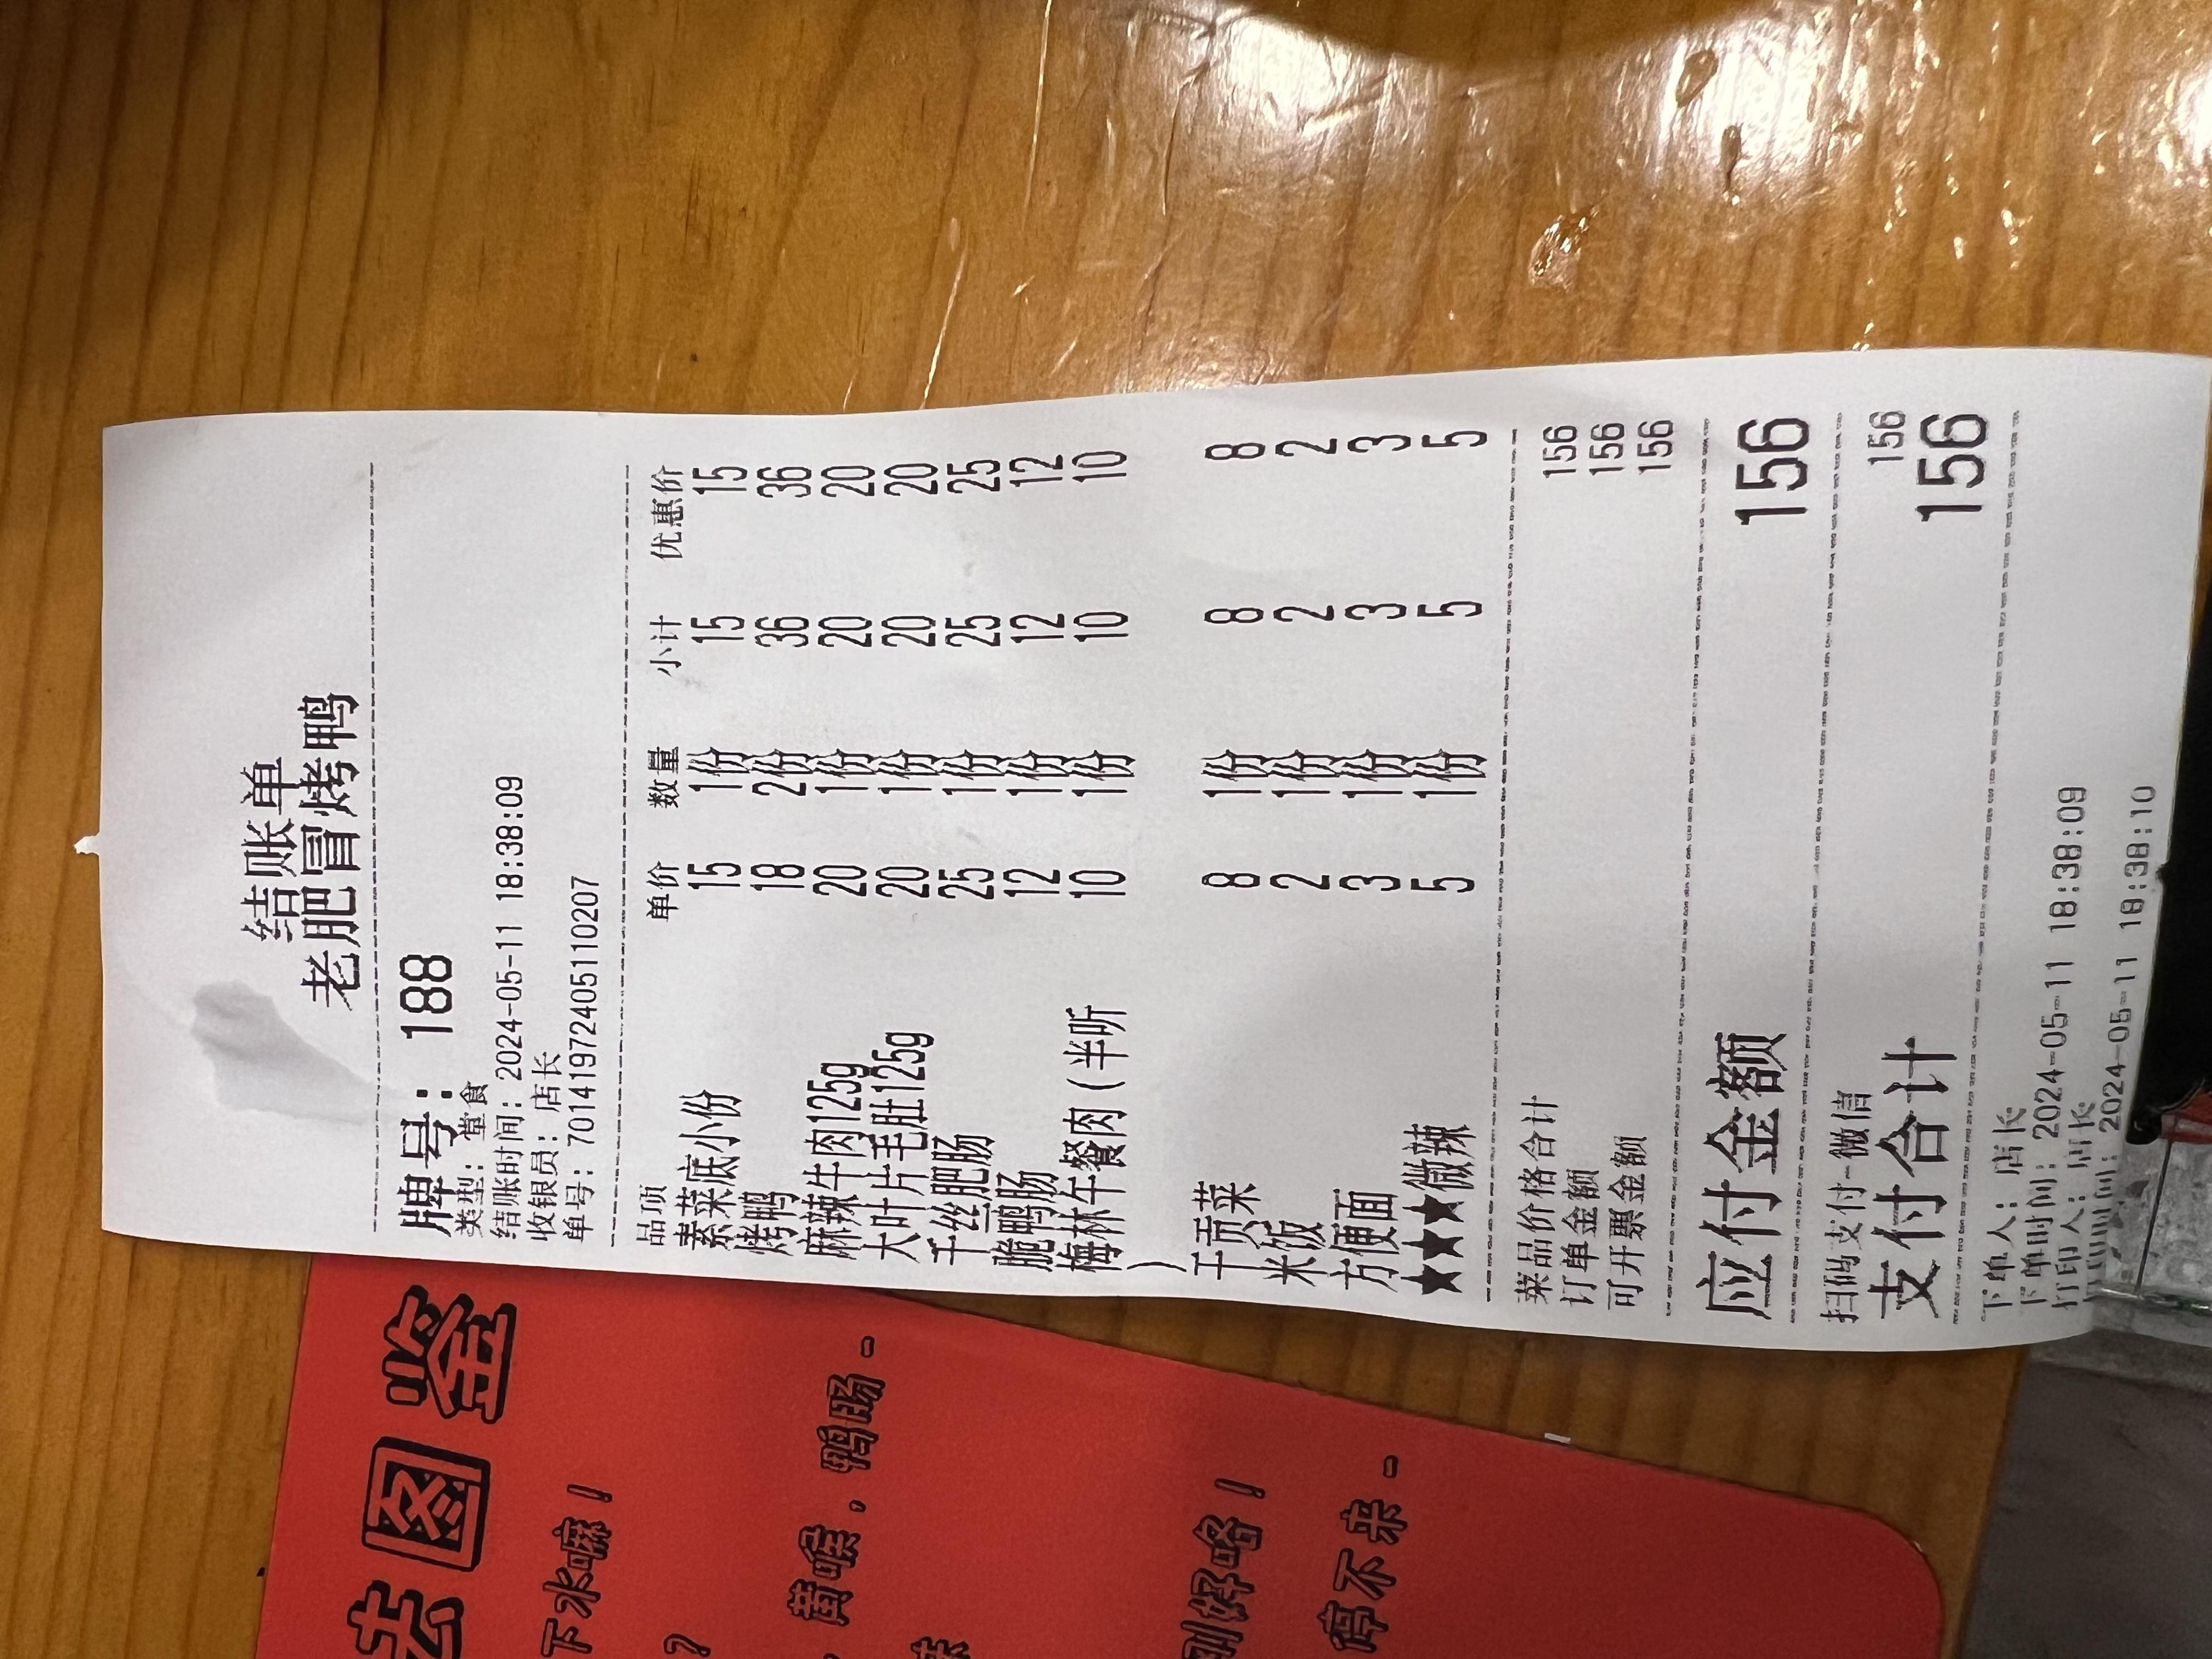 结账单
老肥冒烤鸭
牌号: 188
类型: 堂食
结账时间: 2024-05-11 18:38:09
收银员: 店长
单号: 70141972405110207
品项 单价 数量 小计 优惠价
素菜底小份 15 1份 15 15
烤鸭 18 2份 36 36
麻辣牛肉125g 20 1份 20 20
大叶片毛肚125g 20 1份 20 20
千丝肥肠 25 1份 25 25
脆鸭肠 12 1份 12 12
梅林午餐肉(半听 10 1份 10 10
)
干贡菜 8 1份 8 8
米饭 2 1份 2 2
方便面 3 1份 3 3
★★★微辣 5 1份 5 5
菜品价格合计 156
订单金额 156
可开票金额 156
应付金额 156
扫码支付-微信 156
支付合计 156
下单人: 店长
下单时间: 2024-05-11 18:38:09
打印人: 店长
打印时间: 2024-05-11 18:38:10
法图鉴
下水嘛!
?
, 黄喉, 鸭肠-
刚好咯!
停不来-